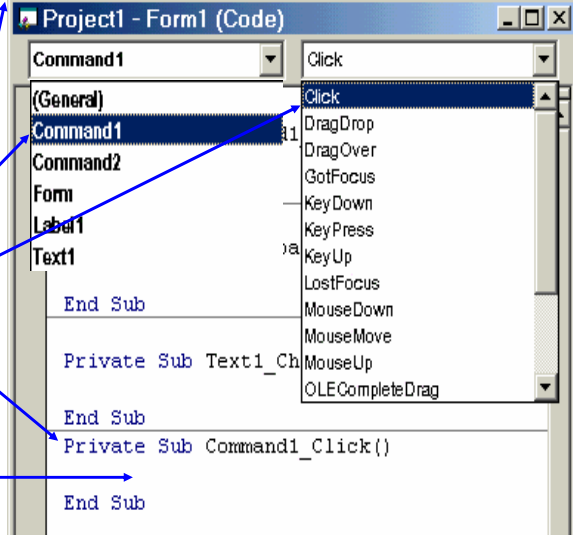 Project1 - Form1 (Code)
Command1
Click
(General)
Command1
Command2
Form
Label1
Text1
Click
DragDrop
DragOver
GotFocus
KeyDown
KeyPress
KeyUp
LostFocus
MouseDown
MouseMove
MouseUp
OLECompleteDrag
End Sub
Private Sub Text1_Ch
End Sub
Private Sub Command1_Click()
End Sub